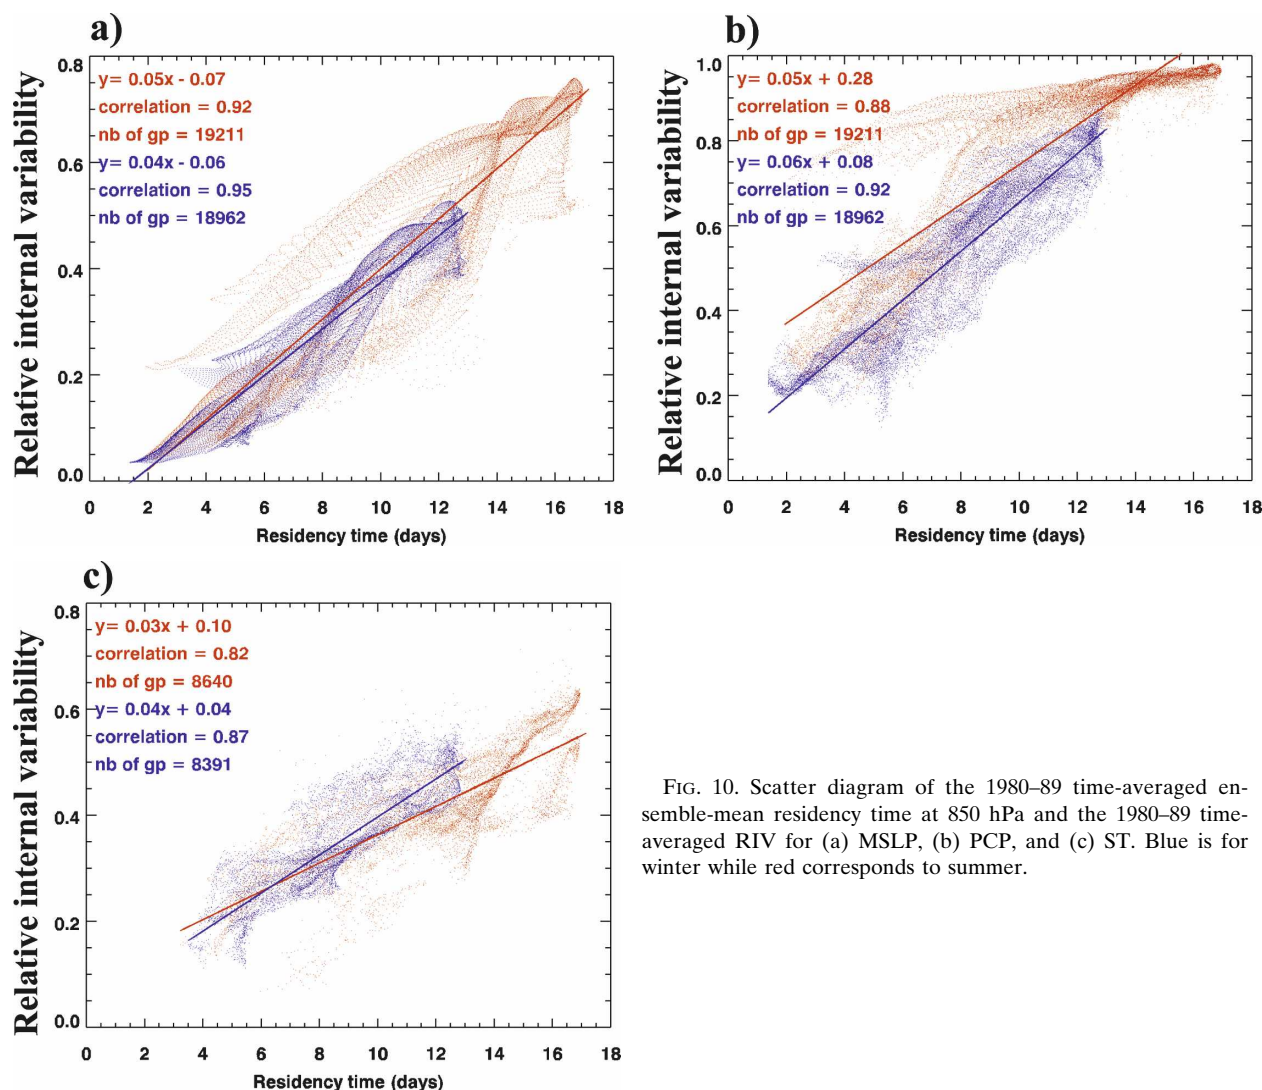 a)
Relative internal variability
0.8
0.6
0.4
0.2
0.0
y= 0.05x - 0.07
correlation = 0.92
nb of gp = 19211
y= 0.04x - 0.06
correlation = 0.95
nb of gp = 18962
0 2 4 6 8 10 12 14 16 18
Residency time (days)
b)
Relative internal variability
1.0
0.8
0.6
0.4
0.2
0.0
y= 0.05x + 0.28
correlation = 0.88
nb of gp = 19211
y= 0.06x + 0.08
correlation = 0.92
nb of gp = 18962
0 2 4 6 8 10 12 14 16 18
Residency time (days)
c)
Relative internal variability
0.8
0.6
0.4
0.2
0.0
y= 0.03x + 0.10
correlation = 0.82
nb of gp = 8640
y= 0.04x + 0.04
correlation = 0.87
nb of gp = 8391
0 2 4 6 8 10 12 14 16 18
Residency time (days)
FIG. 10. Scatter diagram of the 1980–89 time-averaged en-
semble-mean residency time at 850 hPa and the 1980–89 time-
averaged RIV for (a) MSLP, (b) PCP, and (c) ST. Blue is for
winter while red corresponds to summer.